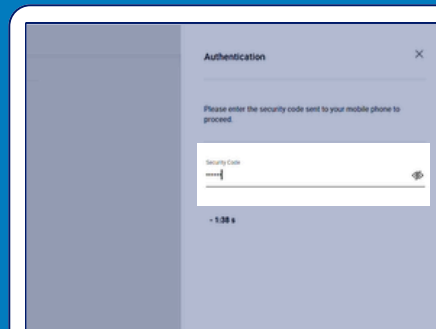 Authentication
Please enter the security code sent to your mobile phone to
proceed.
Security Code
- 1:38 s